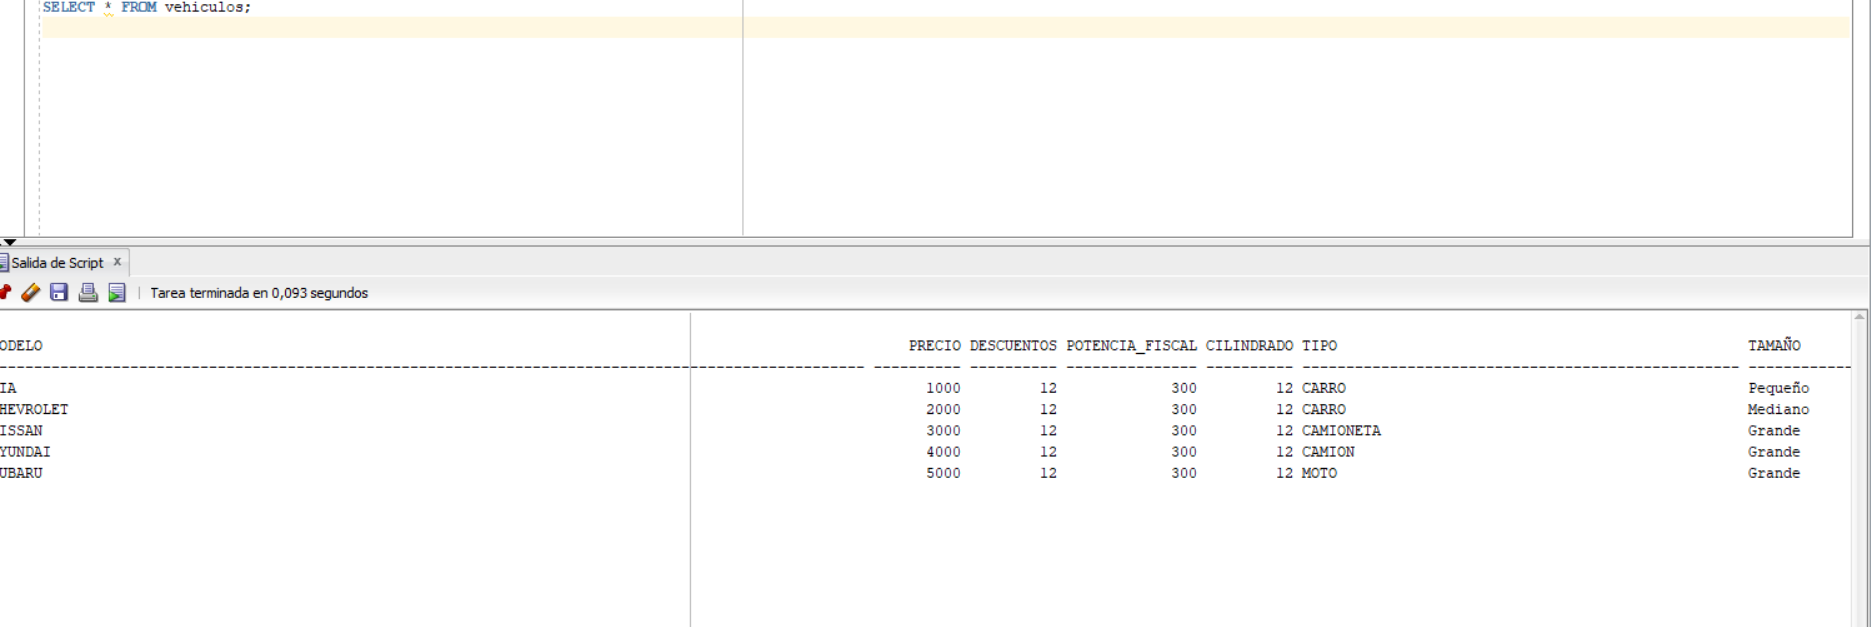 SELECT * FROM vehiculos;
Salida de Script x
Tarea terminada en 0,093 segundos
ODELO PRECIO DESCUENTOS POTENCIA_FISCAL CILINDRADO TIPO TAMAÑO
IA 1000 12 300 12 CARRO Pequeño
HEVROLET 2000 12 300 12 CARRO Mediano
ISSAN 3000 12 300 12 CAMIONETA Grande
YUNDAI 4000 12 300 12 CAMION Grande
UBARU 5000 12 300 12 MOTO Grande